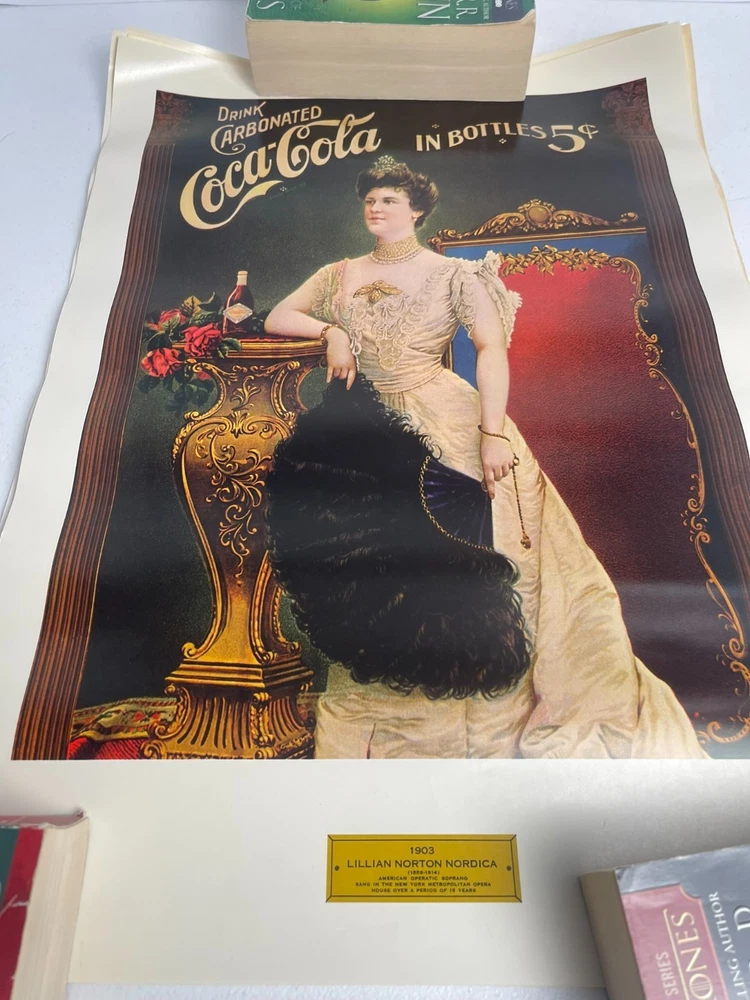 DRINK
CARBONATED
Coca-Cola
IN BOTTLES 5¢
1903
LILLIAN NORTON NORDICA
(1859-1914)
AMERICAN OPERATIC SOPRANO
SANG IN THE NEW YORK METROPOLITAN OPERA
HOUSE OVER A PERIOD OF 15 YEARS
SERIES
ONES
LING AUTHOR